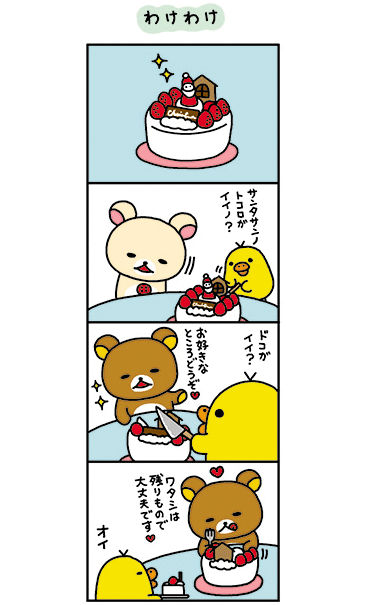 わけわけ
サンタサンノ
トコロガ
イイノ?
ドコガ
イイ?
お好きな
ところどうぞ♥
ワタシは
残りもので
大丈夫です♥
オイ